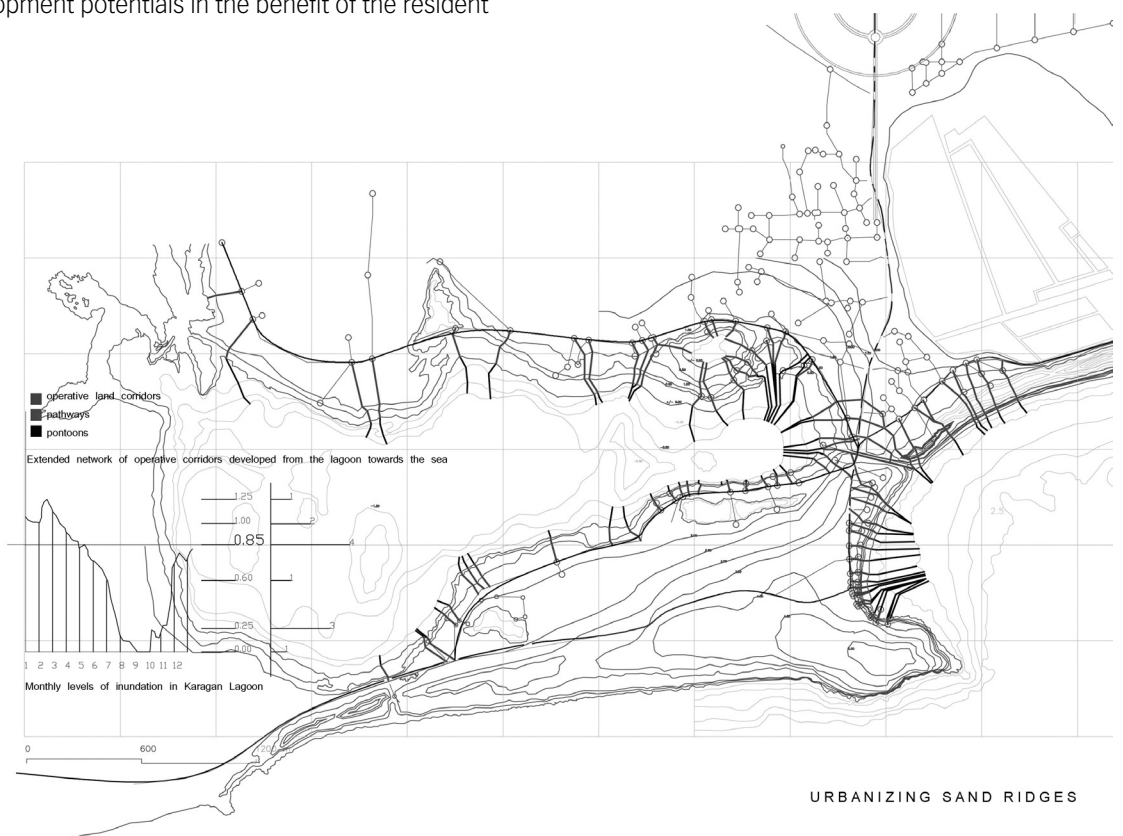 opment potentials in the benefit of the resident
operative land corridors
pathways
pontoons
Extended network of operative corridors developed from the lagoon towards the sea
1.25 1
1.00 2
0.85 4
0.60 1
0.25 3
0.00 1
1 2 3 4 5 6 7 8 9 10 11 12
Monthly levels of inundation in Karagan Lagoon
0 600 1200
2.5
URBANIZING SAND RIDGES